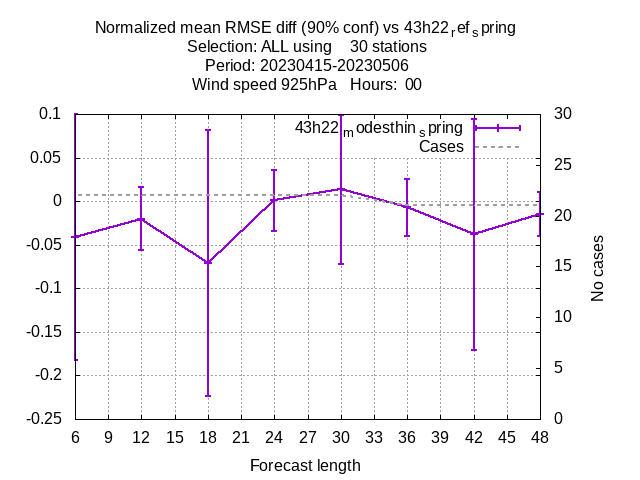 Normalized mean RMSE diff (90% conf) vs 43h22refspring
Selection: ALL using 30 stations
Period: 20230415-20230506
Wind speed 925hPa Hours: 00
43h22modesthinspring
Cases
0.1
0.05
0
-0.05
-0.1
-0.15
-0.2
-0.25
30
25
20
15
10
5
0
No cases
6 9 12 15 18 21 24 27 30 33 36 39 42 45 48
Forecast length